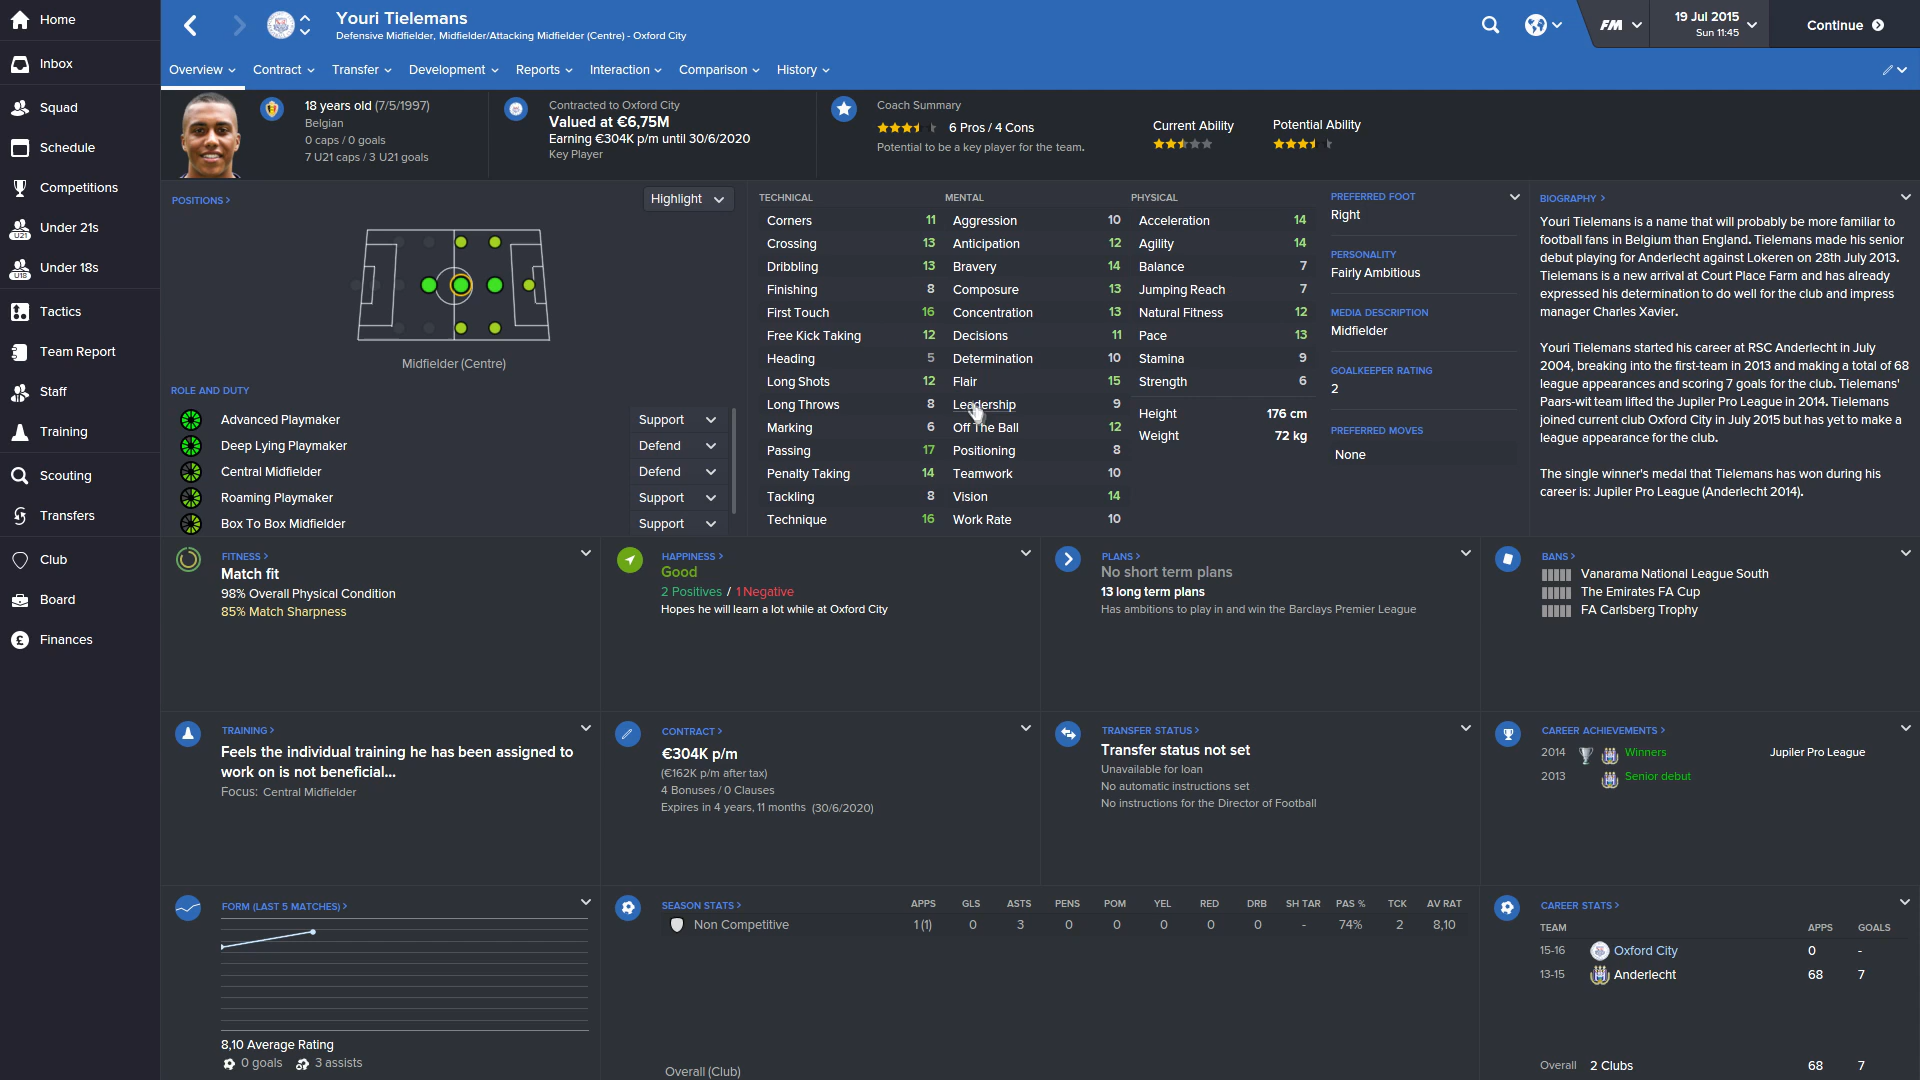 Home
Inbox
Squad
Schedule
Competitions
Under 21s
Under 18s
Tactics
Team Report
Staff
Training
Scouting
Transfers
Club
Board
Finances
Youri Tielemans
Defensive Midfielder, Midfielder/Attacking Midfielder (Centre) - Oxford City
FM
19 Jul 2015
Sun 11:45
Continue
Overview Contract Transfer Development Reports Interaction Comparison History
18 years old (7/5/1997)
Belgian
0 caps / 0 goals
7 U21 caps / 3 U21 goals
Contracted to Oxford City
Valued at €6,75M
Earning €304K p/m until 30/6/2020
Key Player
Coach Summary
6 Pros / 4 Cons
Potential to be a key player for the team.
Current Ability
Potential Ability
POSITIONS >
Highlight
Midfielder (Centre)
ROLE AND DUTY
Advanced Playmaker Support
Deep Lying Playmaker Defend
Central Midfielder Defend
Roaming Playmaker Support
Box To Box Midfielder Support
TECHNICAL
Corners 11
Crossing 13
Dribbling 13
Finishing 8
First Touch 16
Free Kick Taking 12
Heading 5
Long Shots 12
Long Throws 8
Marking 6
Passing 17
Penalty Taking 14
Tackling 8
Technique 16
MENTAL
Aggression 10
Anticipation 12
Bravery 14
Composure 13
Concentration 13
Decisions 11
Determination 10
Flair 15
Leadership 9
Off The Ball 12
Positioning 8
Teamwork 10
Vision 14
Work Rate 10
PHYSICAL
Acceleration 14
Agility 14
Balance 7
Jumping Reach 7
Natural Fitness 12
Pace 13
Stamina 9
Strength 6
Height 176 cm
Weight 72 kg
PREFERRED FOOT
Right
PERSONALITY
Fairly Ambitious
MEDIA DESCRIPTION
Midfielder
GOALKEEPER RATING
2
PREFERRED MOVES
None
BIOGRAPHY >
Youri Tielemans is a name that will probably be more familiar to
football fans in Belgium than England. Tielemans made his senior
debut playing for Anderlecht against Lokeren on 28th July 2013.
Tielemans is a new arrival at Court Place Farm and has already
expressed his determination to do well for the club and impress
manager Charles Xavier.
Youri Tielemans started his career at RSC Anderlecht in July
2004, breaking into the first-team in 2013 and making a total of 68
league appearances and scoring 7 goals for the club. Tielemans'
Paars-wit team lifted the Jupiler Pro League in 2014. Tielemans
joined current club Oxford City in July 2015 but has yet to make a
league appearance for the club.
The single winner's medal that Tielemans has won during his
career is: Jupiler Pro League (Anderlecht 2014).
FITNESS >
Match fit
98% Overall Physical Condition
85% Match Sharpness
HAPPINESS >
Good
2 Positives / 1 Negative
Hopes he will learn a lot while at Oxford City
PLANS >
No short term plans
13 long term plans
Has ambitions to play in and win the Barclays Premier League
BANS >
Vanarama National League South
The Emirates FA Cup
FA Carlsberg Trophy
TRAINING >
Feels the individual training he has been assigned to
work on is not beneficial...
Focus: Central Midfielder
CONTRACT >
€304K p/m
(€162K p/m after tax)
4 Bonuses / 0 Clauses
Expires in 4 years, 11 months (30/6/2020)
TRANSFER STATUS >
Transfer status not set
Unavailable for loan
No automatic instructions set
No instructions for the Director of Football
CAREER ACHIEVEMENTS >
2014 Winners Jupiler Pro League
2013 Senior debut
FORM (LAST 5 MATCHES) >
8,10 Average Rating
0 goals 3 assists
SEASON STATS > APPS GLS ASTS PENS POM YEL RED DRB SH TAR PAS % TCK AV RAT
Non Competitive 1 (1) 0 3 0 0 0 0 0 - 74% 2 8,10
Overall (Club)
CAREER STATS >
TEAM APPS GOALS
15-16 Oxford City 0 -
13-15 Anderlecht 68 7
Overall 2 Clubs 68 7